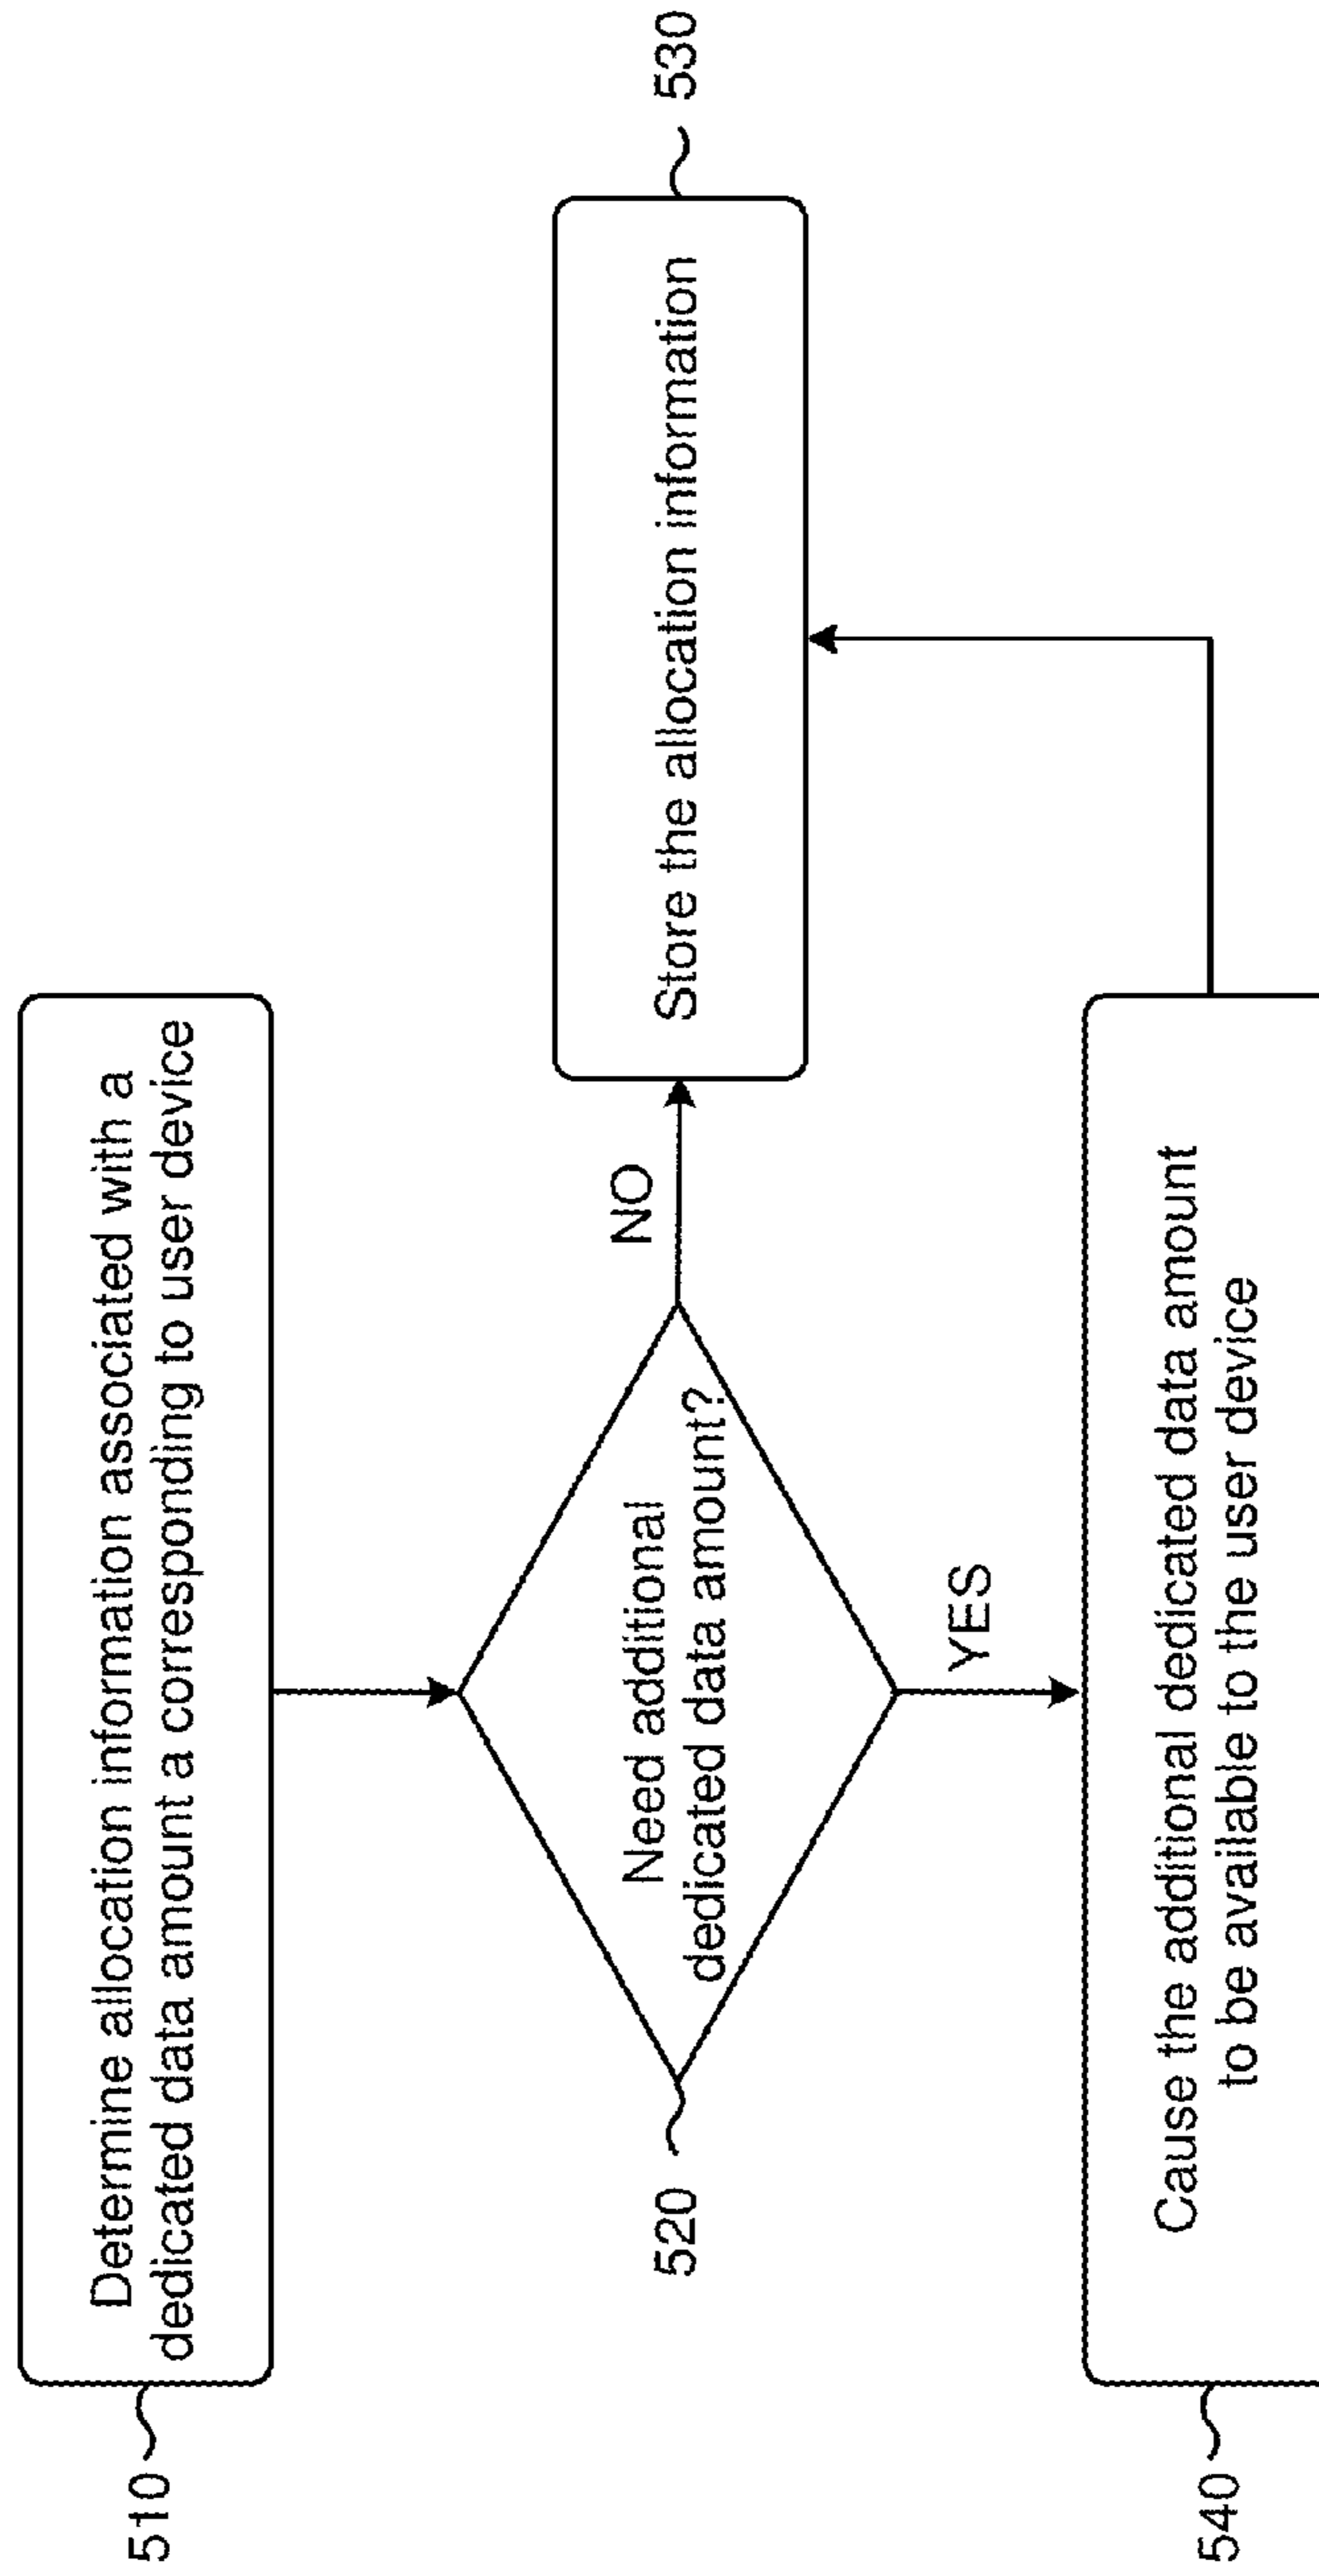 510
Determine allocation information associated with a
dedicated data amount a corresponding to user device
520
Need additional
dedicated data amount?
NO
Store the allocation information
530
YES
540
Cause the additional dedicated data amount
to be available to the user device